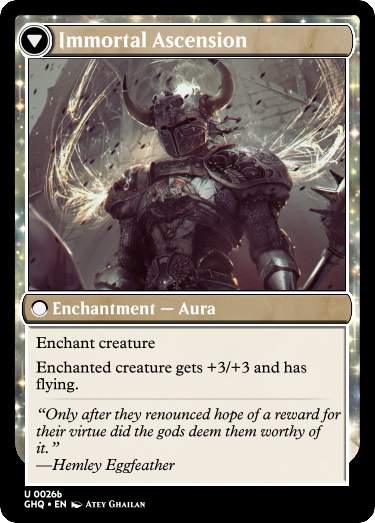 Immortal Ascension
Enchantment — Aura
Enchant creature
Enchanted creature gets +3/+3 and has
flying.
“Only after they renounced hope of a reward for
their virtue did the gods deem them worthy of
it.”
—Hemley Eggfeather
U 0026b
GHQ • EN Atey Ghailan